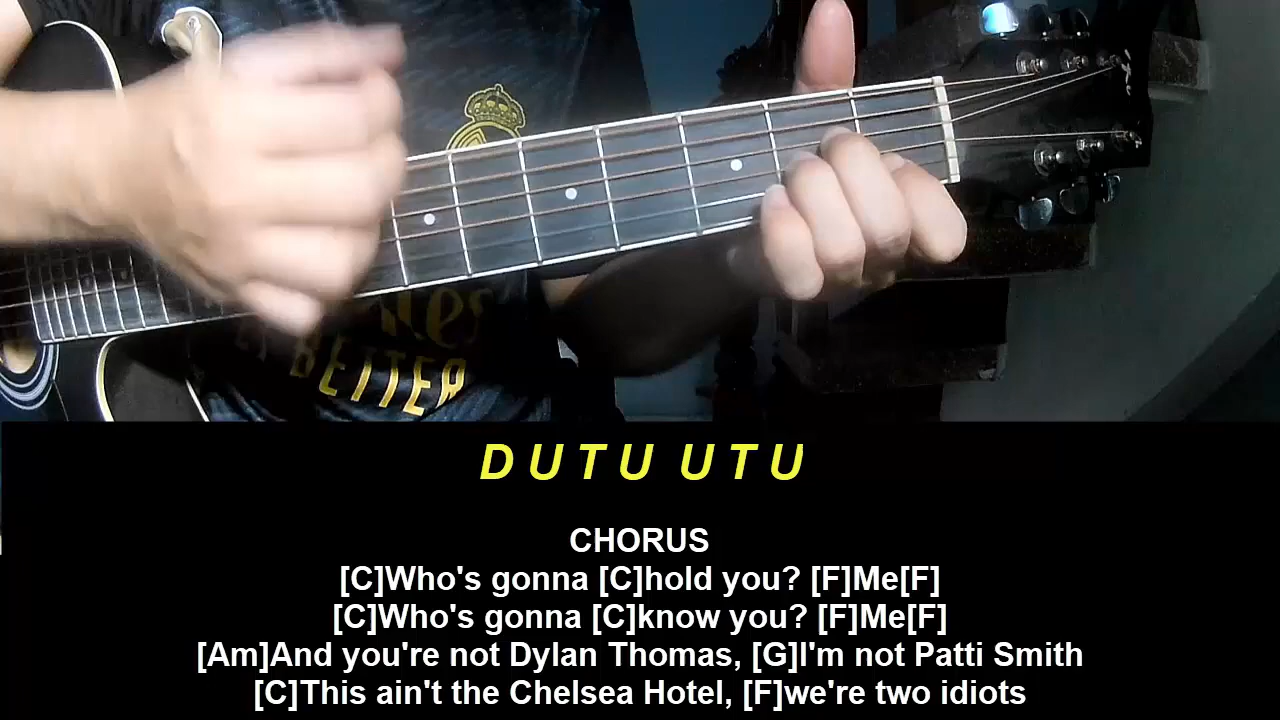 BETTER
D U T U  U T U
CHORUS
[C]Who's gonna [C]hold you? [F]Me[F]
[C]Who's gonna [C]know you? [F]Me[F]
[Am]And you're not Dylan Thomas, [G]I'm not Patti Smith
[C]This ain't the Chelsea Hotel, [F]we're two idiots